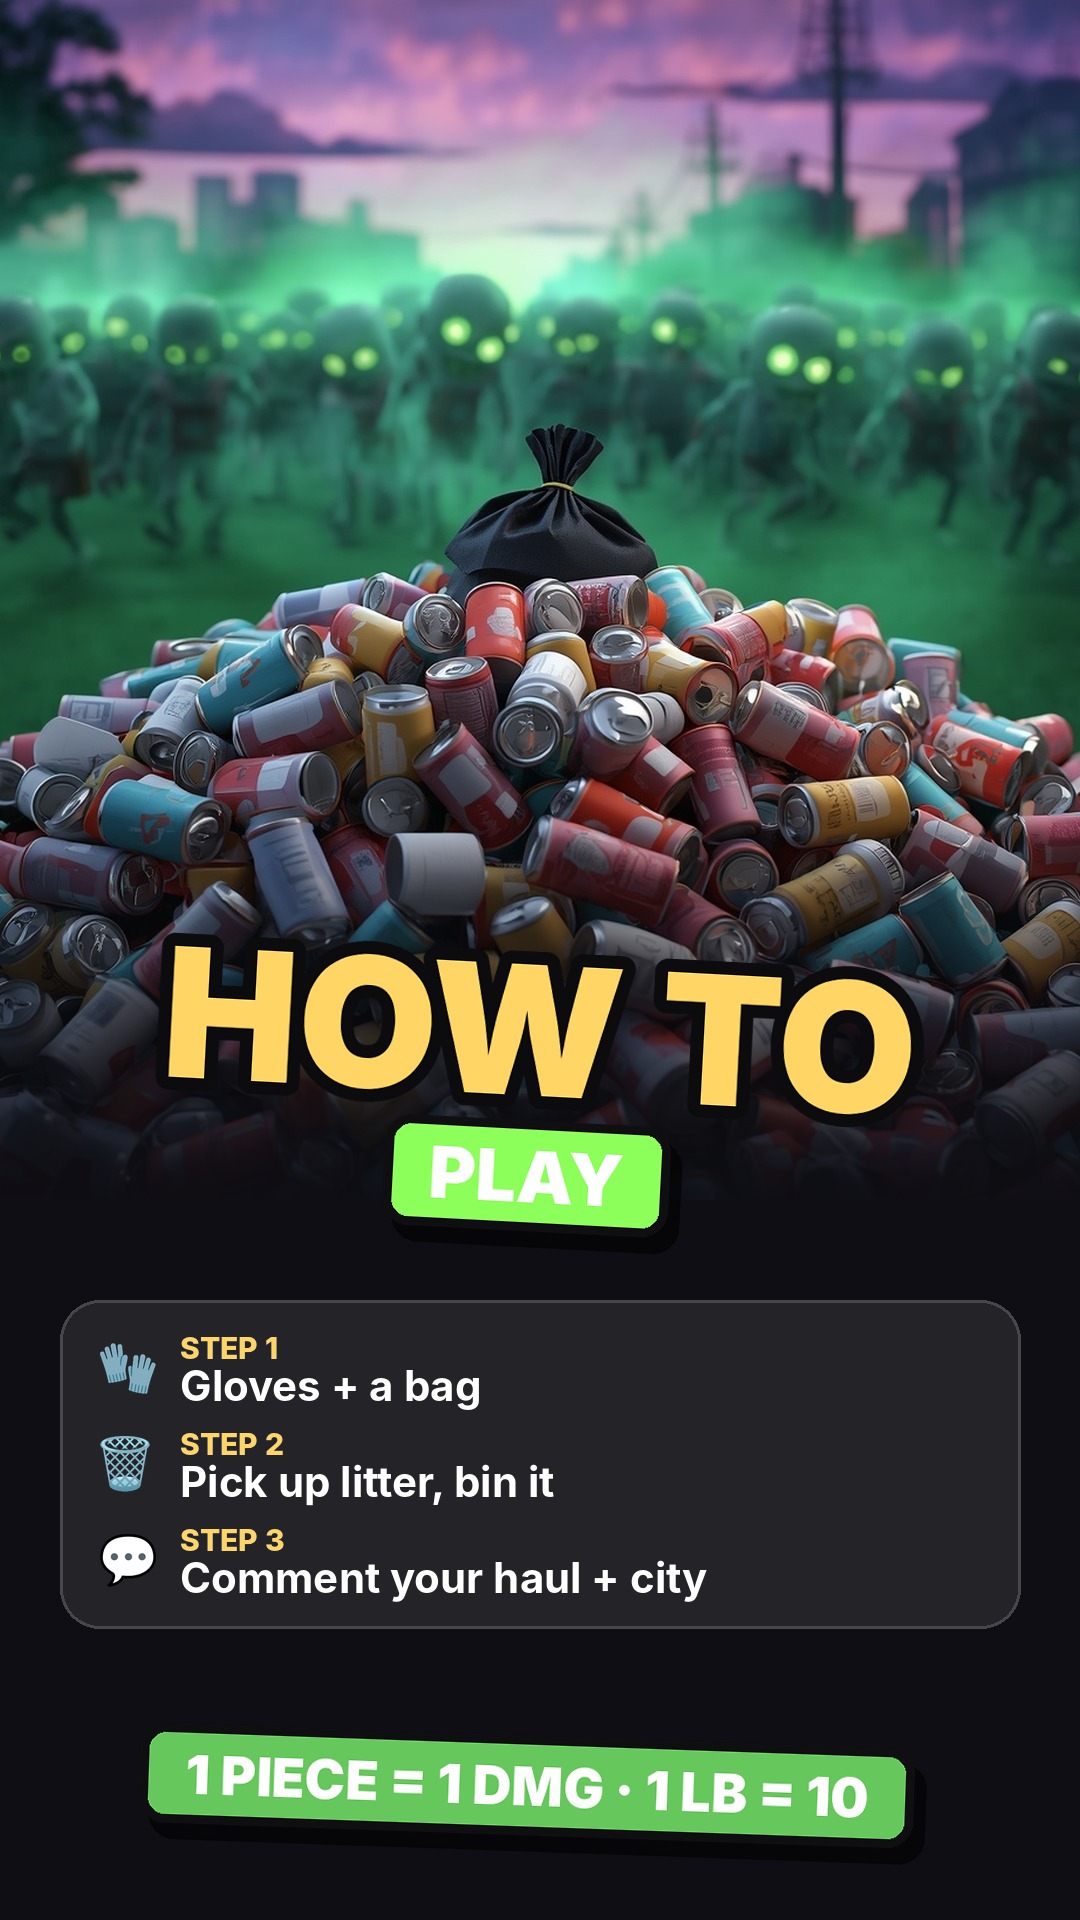 HOW TO
PLAY
STEP 1
Gloves + a bag
STEP 2
Pick up litter, bin it
STEP 3
Comment your haul + city
1 PIECE = 1 DMG · 1 LB = 10